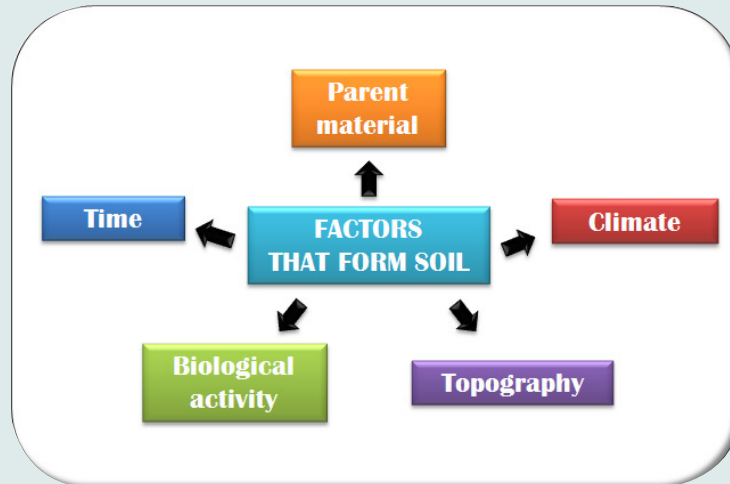 Parent
material
Time
FACTORS
THAT FORM SOIL
Climate
Biological
activity
Topography